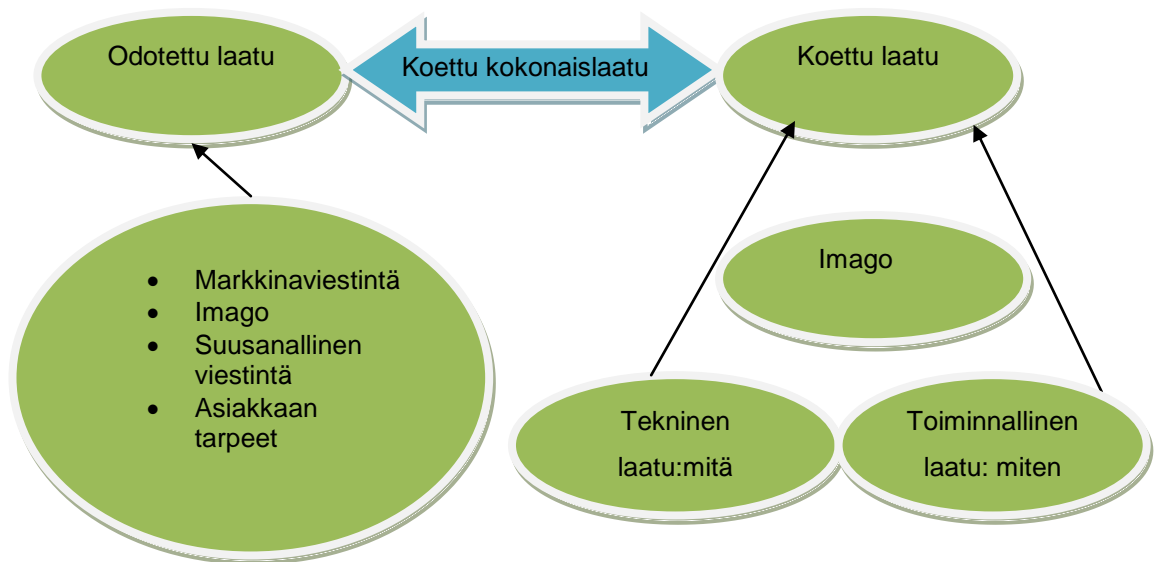 Odotettu laatu
Koettu kokonaislaatu
Koettu laatu
• Markkinaviestintä
• Imago
• Suusanallinen
viestintä
• Asiakkaan
tarpeet
Imago
Tekninen
laatu:mitä
Toiminnallinen
laatu: miten